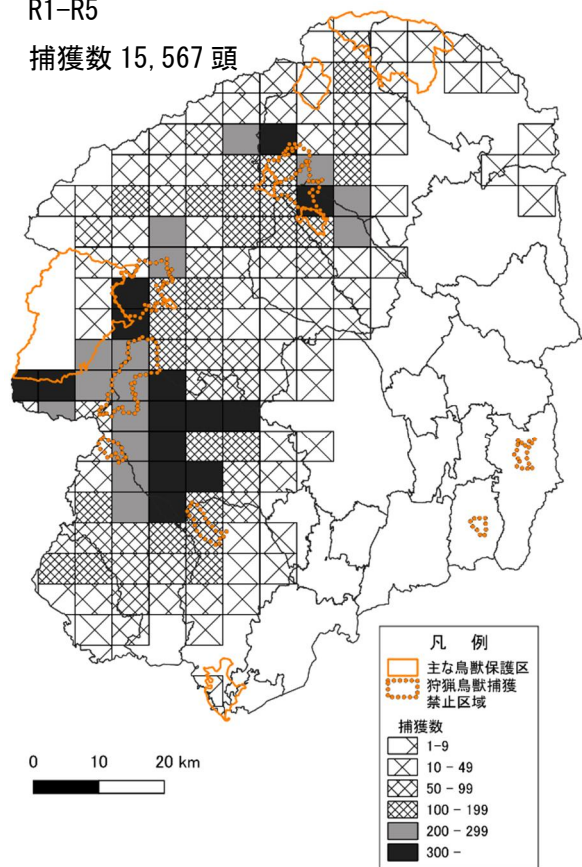 R1-R5
捕獲数 15,567 頭
凡 例
主な鳥獣保護区
狩猟鳥獣捕獲
禁止区域
捕獲数
1-9
10 - 49
50 - 99
100 - 199
200 - 299
300 -
0 10 20 km